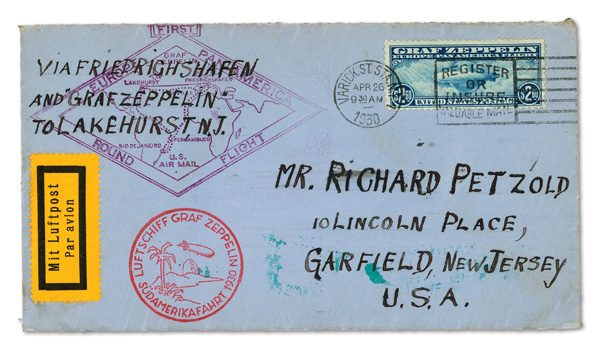 FIRST
EUROPE PAN AMERICA
GRAF ZEPPELIN
LAKEHURST FRIEDRICHSHAFEN
PERNAMBUCO
RIO DE JANEIRO
U.S.
AIR MAIL
ROUND FLIGHT
VIA FRIEDRIGHSHAFEN
AND "GRAF ZEPPELIN"
TO LAKEHURST N.J.
VARICK ST. STA.
APR 26
9 30 AM
1930
GRAF ZEPPELIN
EUROPE-PAN AMERICA FLIGHT
UNITED STATES POSTAGE
REGISTER
OR
INSURE
VALUABLE MAIL
Mit Luftpost
Par avion
LUFTSCHIFF GRAF ZEPPELIN
SÜDAMERIKAFAHRT 1930
MR. RICHARD PETZOLD
10 LINCOLN PLACE,
GARFIELD, NEW JERSEY
U.S.A.